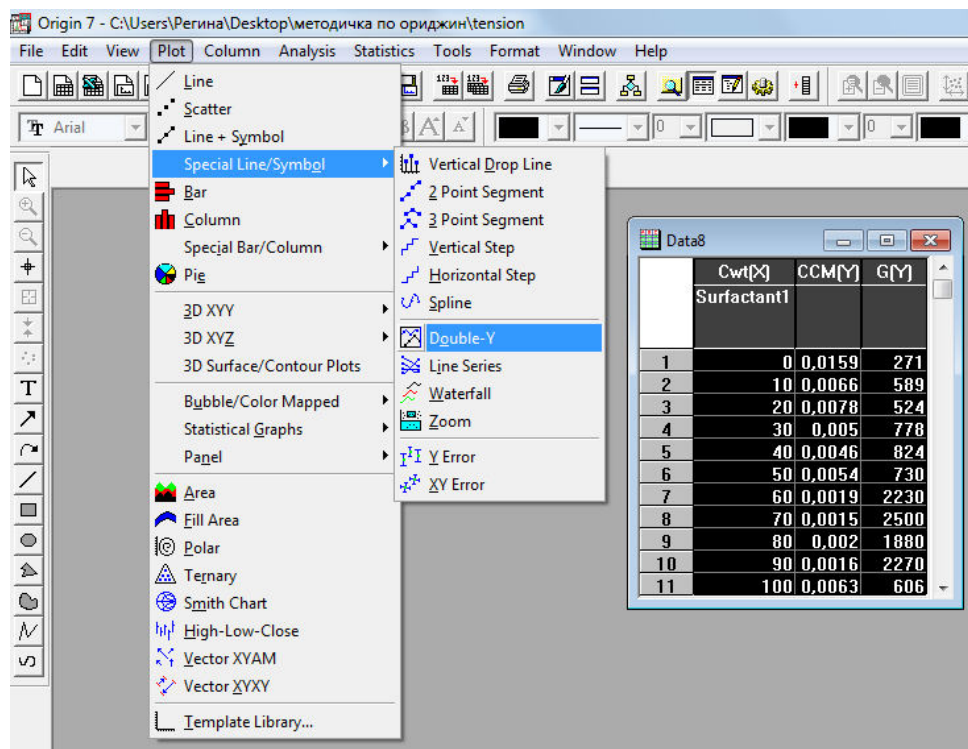 Origin 7 - C:\Users\Регина\Desktop\методичка по ориджин\tension
File Edit View Plot Column Analysis Statistics Tools Format Window Help
Arial 0 0
Line
Scatter
Line + Symbol
Special Line/Symbol
Bar
Column
Special Bar/Column
Pie
3D XYY
3D XYZ
3D Surface/Contour Plots
Bubble/Color Mapped
Statistical Graphs
Panel
Area
Fill Area
Polar
Ternary
Smith Chart
High-Low-Close
Vector XYAM
Vector XYXY
Template Library...
Vertical Drop Line
2 Point Segment
3 Point Segment
Vertical Step
Horizontal Step
Spline
Double-Y
Line Series
Waterfall
Zoom
Y Error
XY Error
Data8
Cwt[X] CCM[Y] G[Y]
Surfactant1
1 0 0,0159 271
2 10 0,0066 589
3 20 0,0078 524
4 30 0,005 778
5 40 0,0046 824
6 50 0,0054 730
7 60 0,0019 2230
8 70 0,0015 2500
9 80 0,002 1880
10 90 0,0016 2270
11 100 0,0063 606